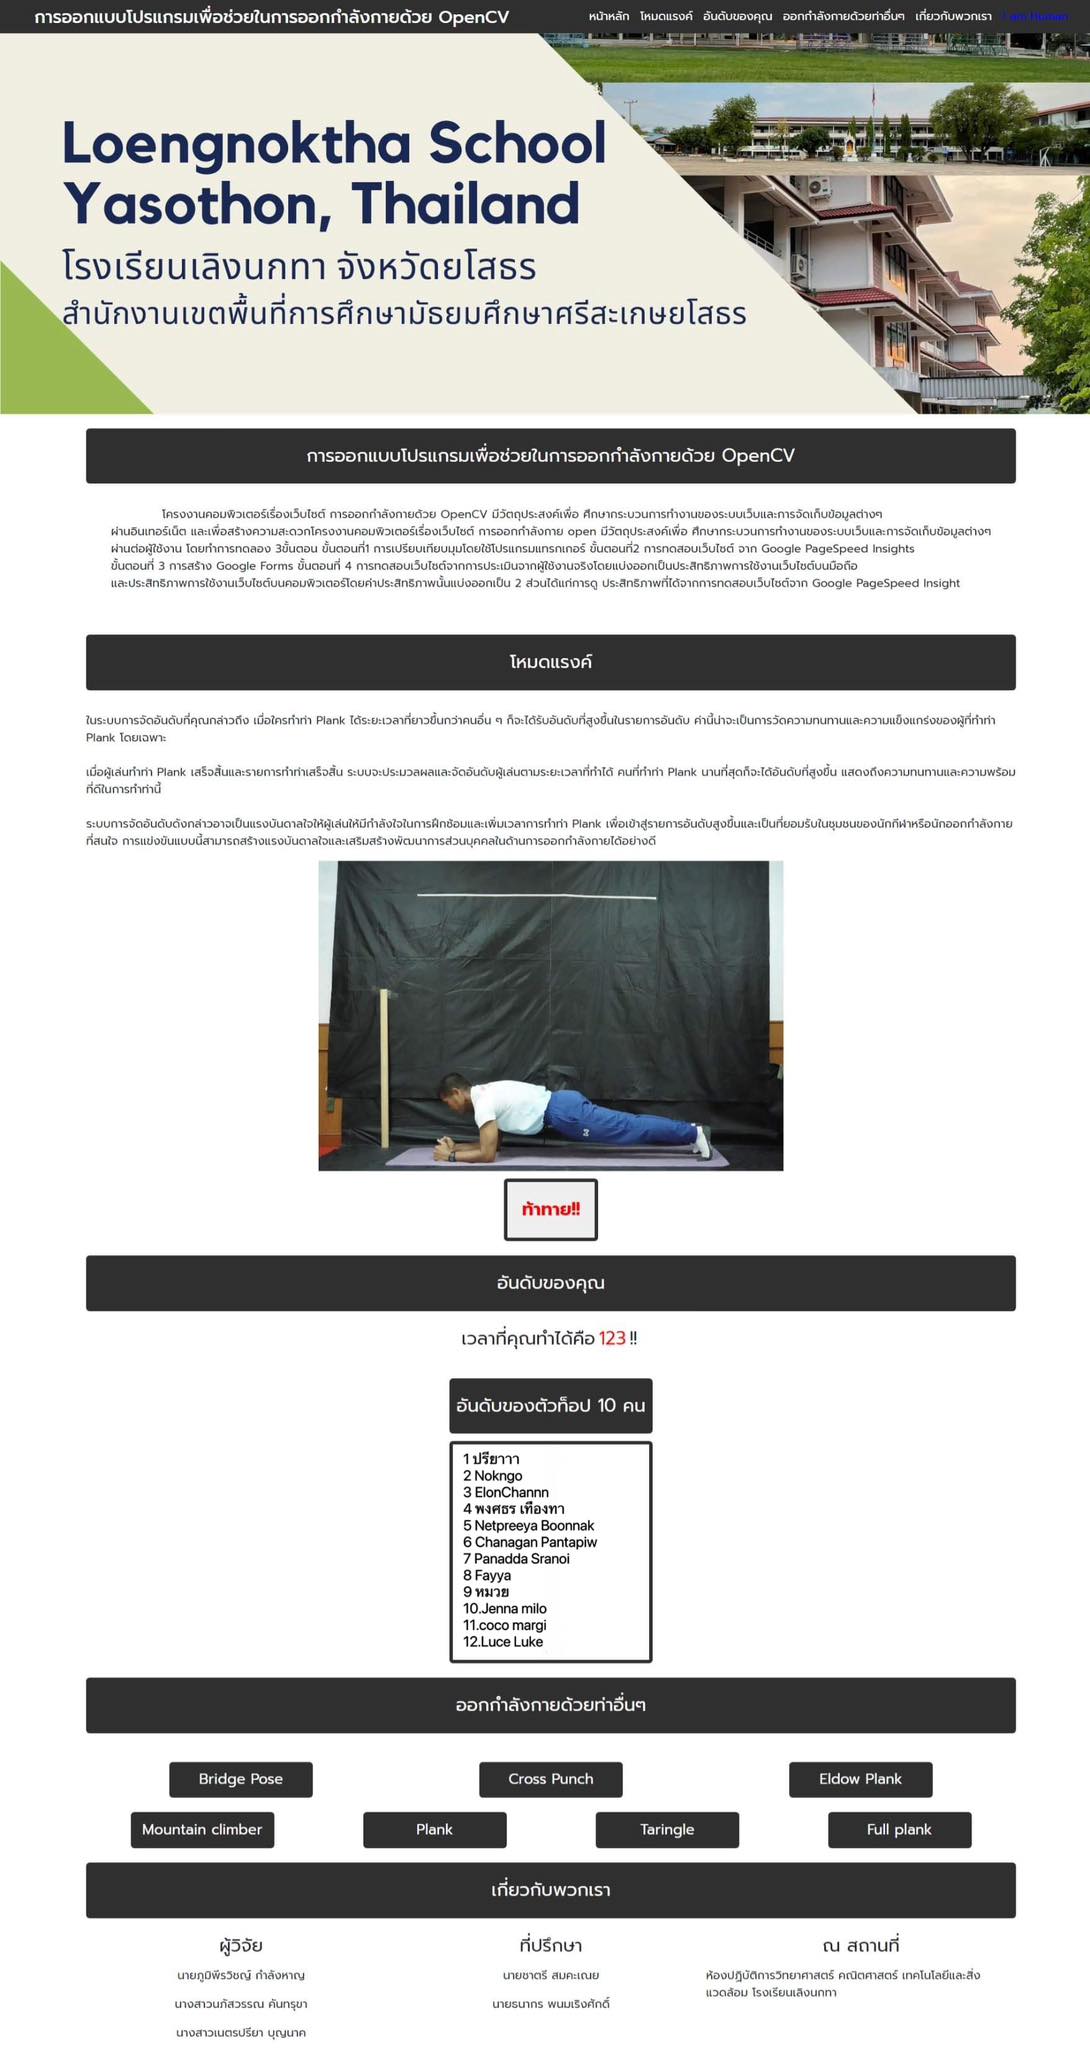 การออกแบบโปรแกรมเพื่อช่วยในการออกกำลังกายด้วย OpenCV
หน้าหลัก โหมดแรงค์ อันดับของคุณ ออกกำลังกายด้วยท่าอื่นๆ เกี่ยวกับพวกเรา I am Human
Loengnoktha School
Yasothon, Thailand
โรงเรียนเลิงนกทา จังหวัดยโสธร
สำนักงานเขตพื้นที่การศึกษามัธยมศึกษาศรีสะเกษยโสธร
การออกแบบโปรแกรมเพื่อช่วยในการออกกำลังกายด้วย OpenCV
โครงงานคอมพิวเตอร์เรื่องเว็บไซต์ การออกกำลังกายด้วย OpenCV มีวัตถุประสงค์เพื่อ ศึกษากระบวนการทำงานของระบบเว็บและการจัดเก็บข้อมูลต่างๆ
ผ่านอินเทอร์เน็ต และเพื่อสร้างความสะดวกโครงงานคอมพิวเตอร์เรื่องเว็บไซต์ การออกกำลังกาย open มีวัตถุประสงค์เพื่อ ศึกษากระบวนการทำงานของระบบเว็บและการจัดเก็บข้อมูลต่างๆ
ผ่านต่อผู้ใช้งาน โดยทำการทดลอง 3ขั้นตอน ขั้นตอนที่1 การเปรียบเทียบมุมโดยใช้โปรแกรมแทรกเกอร์ ขั้นตอนที่2 การทดสอบเว็บไซต์ จาก Google PageSpeed Insights
ขั้นตอนที่ 3 การสร้าง Google Forms ขั้นตอนที่ 4 การทดสอบเว็บไซต์จากการประเมินจากผู้ใช้งานจริงโดยแบ่งออกเป็นประสิทธิภาพการใช้งานเว็บไซต์บนมือถือ
และประสิทธิภาพการใช้งานเว็บไซต์บนคอมพิวเตอร์โดยค่าประสิทธิภาพนั้นแบ่งออกเป็น 2 ส่วนได้แก่การดู ประสิทธิภาพที่ได้จากการทดสอบเว็บไซต์จาก Google PageSpeed Insight
โหมดแรงค์
ในระบบการจัดอันดับที่คุณกล่าวถึง เมื่อใครทำท่า Plank ได้ระยะเวลาที่ยาวขึ้นกว่าคนอื่น ๆ ก็จะได้รับอันดับที่สูงขึ้นในรายการอันดับ ค่านี้น่าจะเป็นการวัดความทนทานและความแข็งแกร่งของผู้ที่ทำท่า
Plank โดยเฉพาะ
เมื่อผู้เล่นทำท่า Plank เสร็จสิ้นและรายการทำท่าเสร็จสิ้น ระบบจะประมวลผลและจัดอันดับผู้เล่นตามระยะเวลาที่ทำได้ คนที่ทำท่า Plank นานที่สุดก็จะได้อันดับที่สูงขึ้น แสดงถึงความทนทานและความพร้อม
ที่ดีในการทำท่านี้
ระบบการจัดอันดับดังกล่าวอาจเป็นแรงบันดาลใจให้ผู้เล่นให้มีกำลังใจในการฝึกซ้อมและเพิ่มเวลาการทำท่า Plank เพื่อเข้าสู่รายการอันดับสูงขึ้นและเป็นที่ยอมรับในชุมชนของนักกีฬาหรือนักออกกำลังกาย
ที่สนใจ การแข่งขันแบบนี้สามารถสร้างแรงบันดาลใจและเสริมสร้างพัฒนาการส่วนบุคคลในด้านการออกกำลังกายได้อย่างดี
ท้าทาย!!
อันดับของคุณ
เวลาที่คุณทำได้คือ 123 !!
อันดับของตัวท็อป 10 คน
1 ปรียาาา
2 Nokngo
3 ElonChannn
4 พงศธร เทืองทา
5 Netpreeya Boonnak
6 Chanagan Pantapiw
7 Panadda Sranoi
8 Fayya
9 หมวย
10.Jenna milo
11.coco margi
12.Luce Luke
ออกกำลังกายด้วยท่าอื่นๆ
Bridge Pose Cross Punch Eldow Plank
Mountain climber Plank Taringle Full plank
เกี่ยวกับพวกเรา
ผู้วิจัย ที่ปรึกษา ณ สถานที่
นายภูมิพีรวิชญ์ กำลังหาญ นายชาตรี สมคะเณย ห้องปฎิบัติการวิทยาศาสตร์ คณิตศาสตร์ เทคโนโลยีและสิ่ง
แวดล้อม โรงเรียนเลิงนกทา
นางสาวนภัสวรรณ คันทรุขา นายธนากร พนมเริงศักดิ์
นางสาวเนตรปรียา บุญนาค